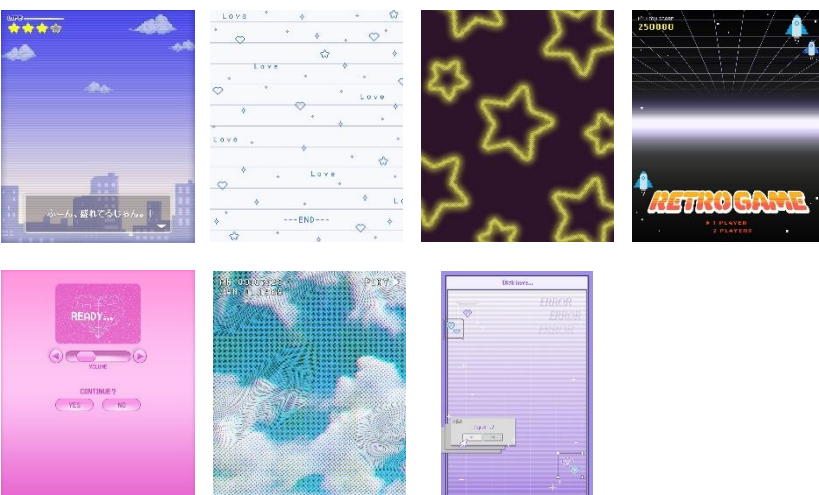 ふーん、盛れてるじゃん。
Love
Love
Love
Love
Love
---END---
250000
RETRO GAME
1 PLAYER
2 PLAYERS
READY...
VOLUME
CONTINUE?
YES
NO
PLAY
ERROR
ERROR
ERROR